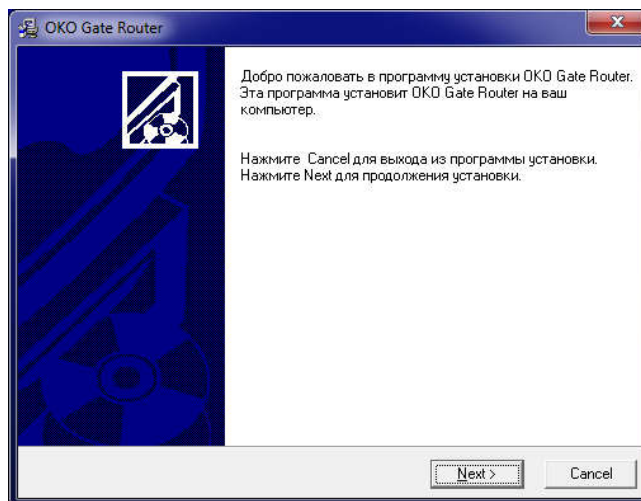 OKO Gate Router
Добро пожаловать в программу установки OKO Gate Router.
Эта программа установит OKO Gate Router на ваш
компьютер.
Нажмите Cancel для выхода из программы установки.
Нажмите Next для продолжения установки.
Next >
Cancel